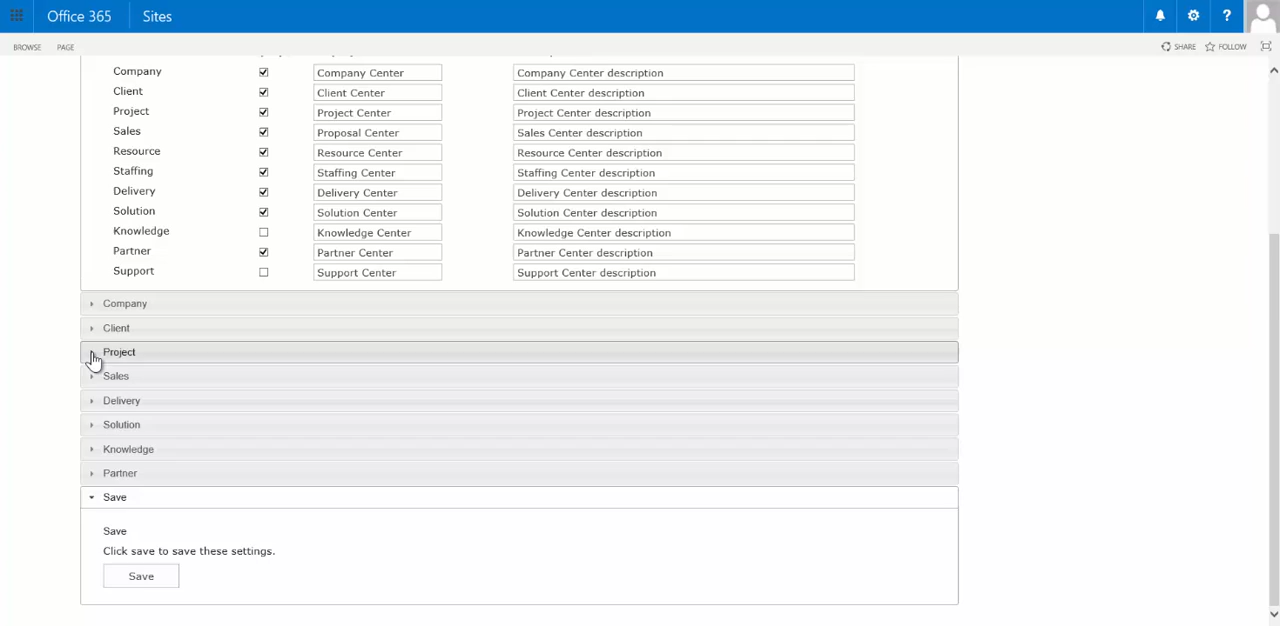 Office 365 Sites ?
BROWSE PAGE SHARE FOLLOW
Company Company Center Company Center description
Client Client Center Client Center description
Project Project Center Project Center description
Sales Proposal Center Sales Center description
Resource Resource Center Resource Center description
Staffing Staffing Center Staffing Center description
Delivery Delivery Center Delivery Center description
Solution Solution Center Solution Center description
Knowledge Knowledge Center Knowledge Center description
Partner Partner Center Partner Center description
Support Support Center Support Center description
Company
Client
Project
Sales
Delivery
Solution
Knowledge
Partner
Save
Save
Click save to save these settings.
Save